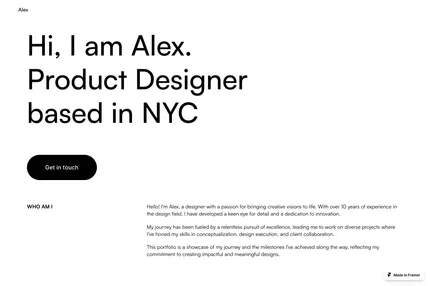 Alex
Hi, I am Alex.
Product Designer
based in NYC
Get in touch
WHO AM I
Hello! I'm Alex, a designer with a passion for bringing creative visions to life. With over 10 years of experience in
the design field, I have developed a keen eye for detail and a dedication to innovation.
My journey has been fueled by a relentless pursuit of excellence, leading me to work on diverse projects where
I've honed my skills in conceptualization, design execution, and client collaboration.
This portfolio is a showcase of my journey and the milestones I've achieved along the way, reflecting my
commitment to creating impactful and meaningful designs.
Made in Framer